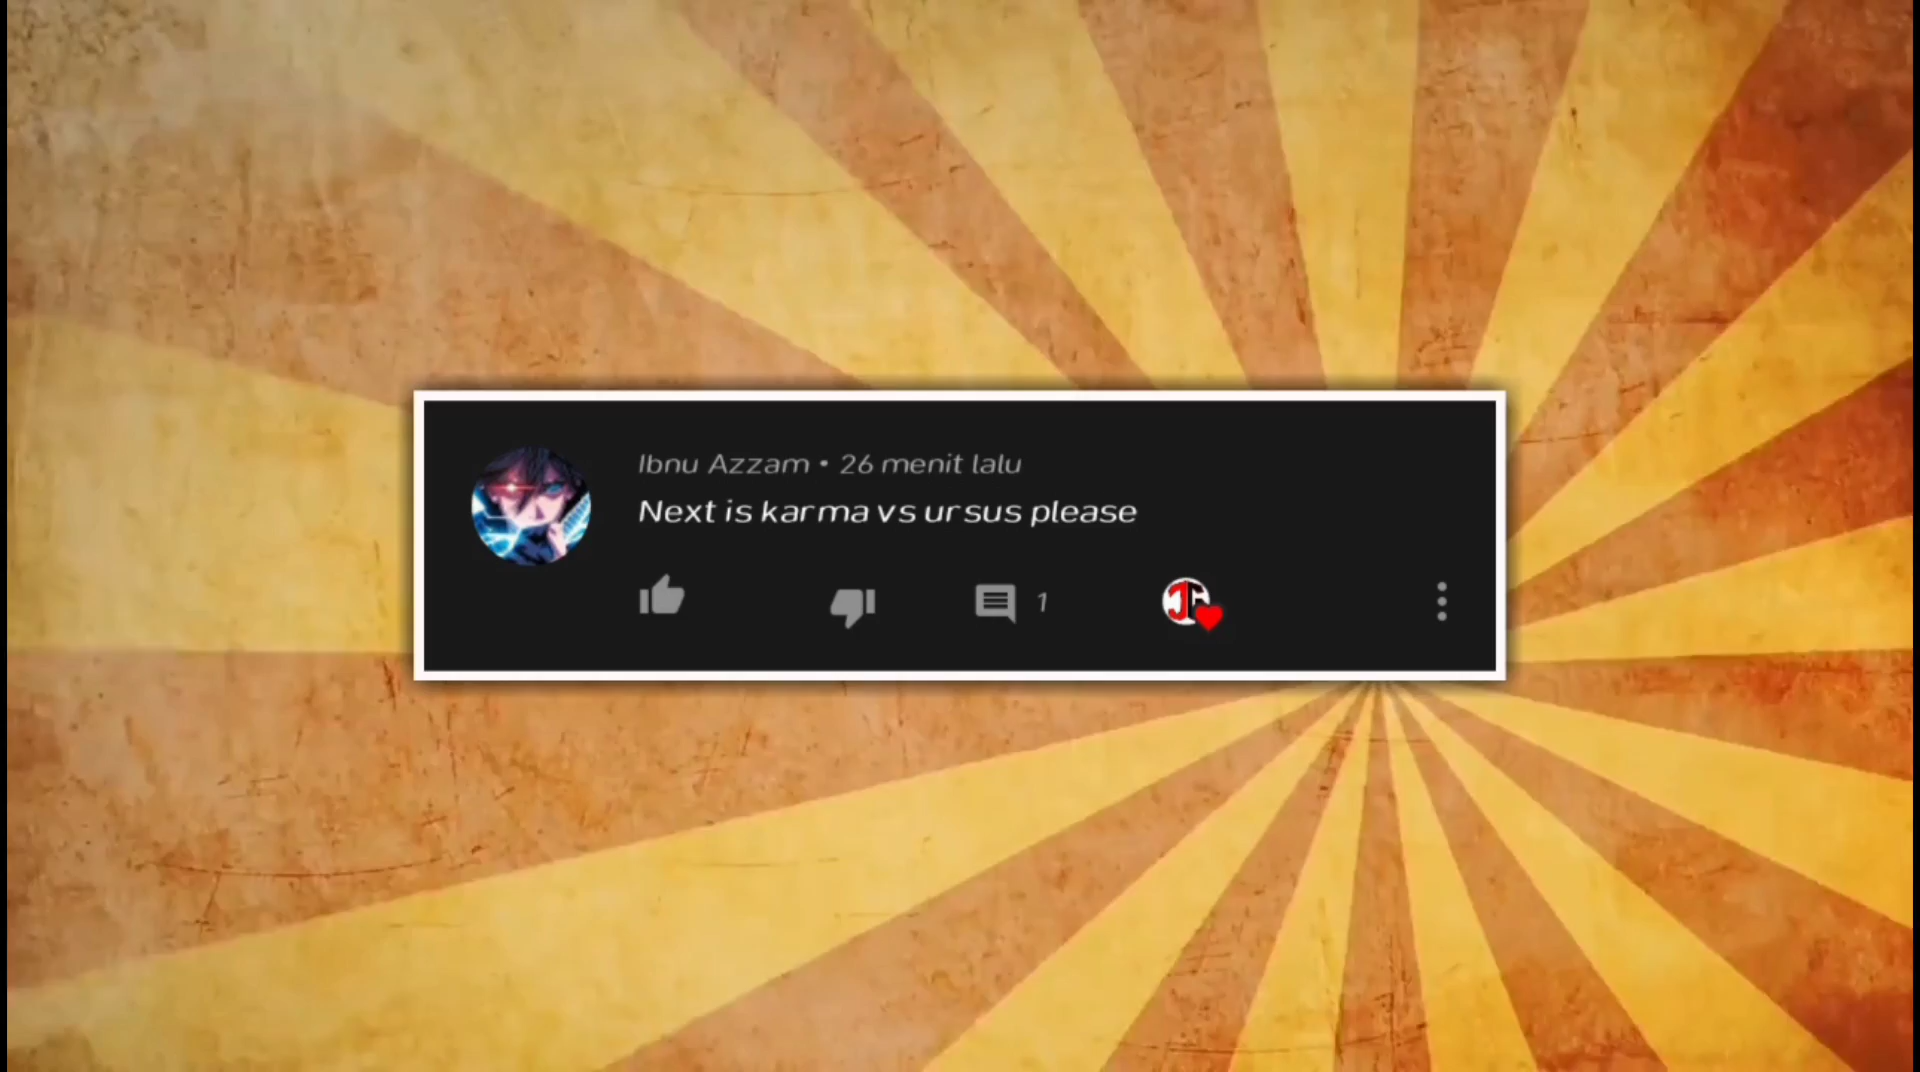 Ibnu Azzam • 26 menit lalu
Next is karma vs ursus please
1